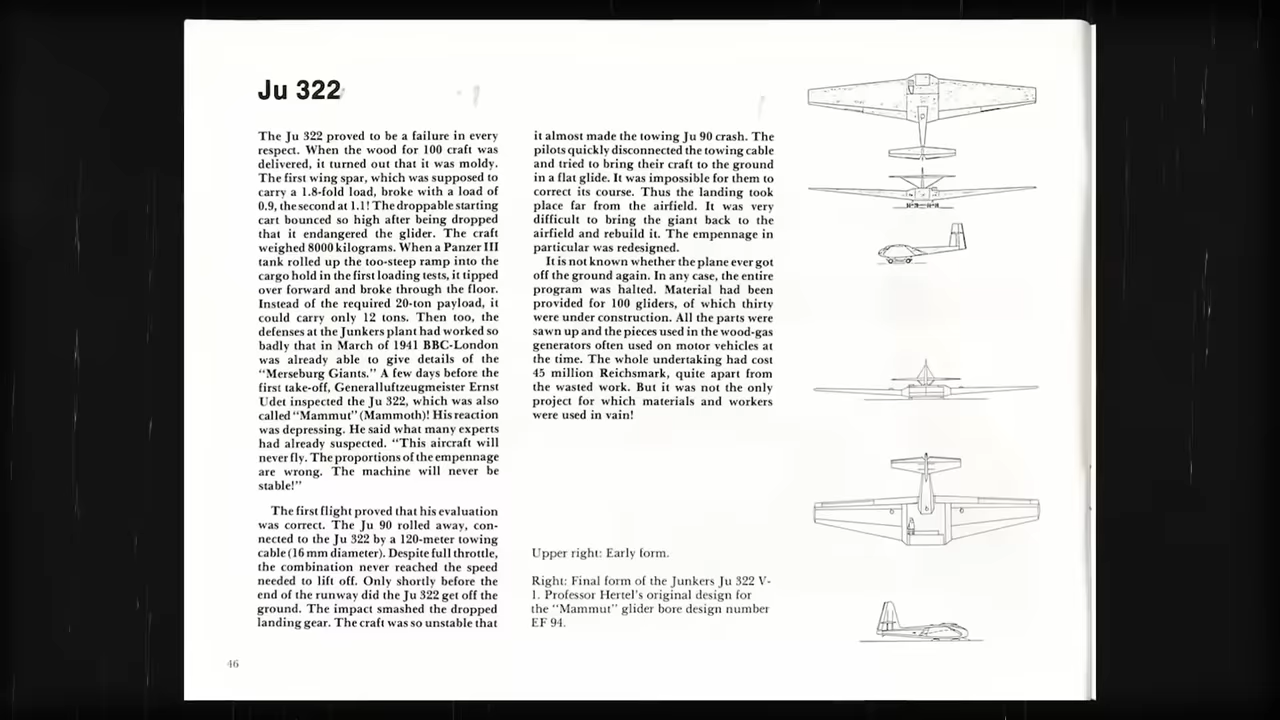 Ju 322
The Ju 322 proved to be a failure in every
respect. When the wood for 100 craft was
delivered, it turned out that it was moldy.
The first wing spar, which was supposed to
carry a 1.8-fold load, broke with a load of
0.9, the second at 1.1! The droppable starting
cart bounced so high after being dropped
that it endangered the glider. The craft
weighed 8000 kilograms. When a Panzer III
tank rolled up the too-steep ramp into the
cargo hold in the first loading tests, it tipped
over forward and broke through the floor.
Instead of the required 20-ton payload, it
could carry only 12 tons. Then too, the
defenses at the Junkers plant had worked so
badly that in March of 1941 BBC-London
was already able to give details of the
“Merseburg Giants.” A few days before the
first take-off, Generalluftzeugmeister Ernst
Udet inspected the Ju 322, which was also
called “Mammut” (Mammoth)! His reaction
was depressing. He said what many experts
had already suspected. “This aircraft will
never fly. The proportions of the empennage
are wrong. The machine will never be
stable!”
The first flight proved that his evaluation
was correct. The Ju 90 rolled away, con-
nected to the Ju 322 by a 120-meter towing
cable (16 mm diameter). Despite full throttle,
the combination never reached the speed
needed to lift off. Only shortly before the
end of the runway did the Ju 322 get off the
ground. The impact smashed the dropped
landing gear. The craft was so unstable that
it almost made the towing Ju 90 crash. The
pilots quickly disconnected the towing cable
and tried to bring their craft to the ground
in a flat glide. It was impossible for them to
correct its course. Thus the landing took
place far from the airfield. It was very
difficult to bring the giant back to the
airfield and rebuild it. The empennage in
particular was redesigned.
It is not known whether the plane ever got
off the ground again. In any case, the entire
program was halted. Material had been
provided for 100 gliders, of which thirty
were under construction. All the parts were
sawn up and the pieces used in the wood-gas
generators often used on motor vehicles at
the time. The whole undertaking had cost
45 million Reichsmark, quite apart from
the wasted work. But it was not the only
project for which materials and workers
were used in vain!
Upper right: Early form.
Right: Final form of the Junkers Ju 322 V-
1. Professor Hertel's original design for
the “Mammut” glider bore design number
EF 94.
46